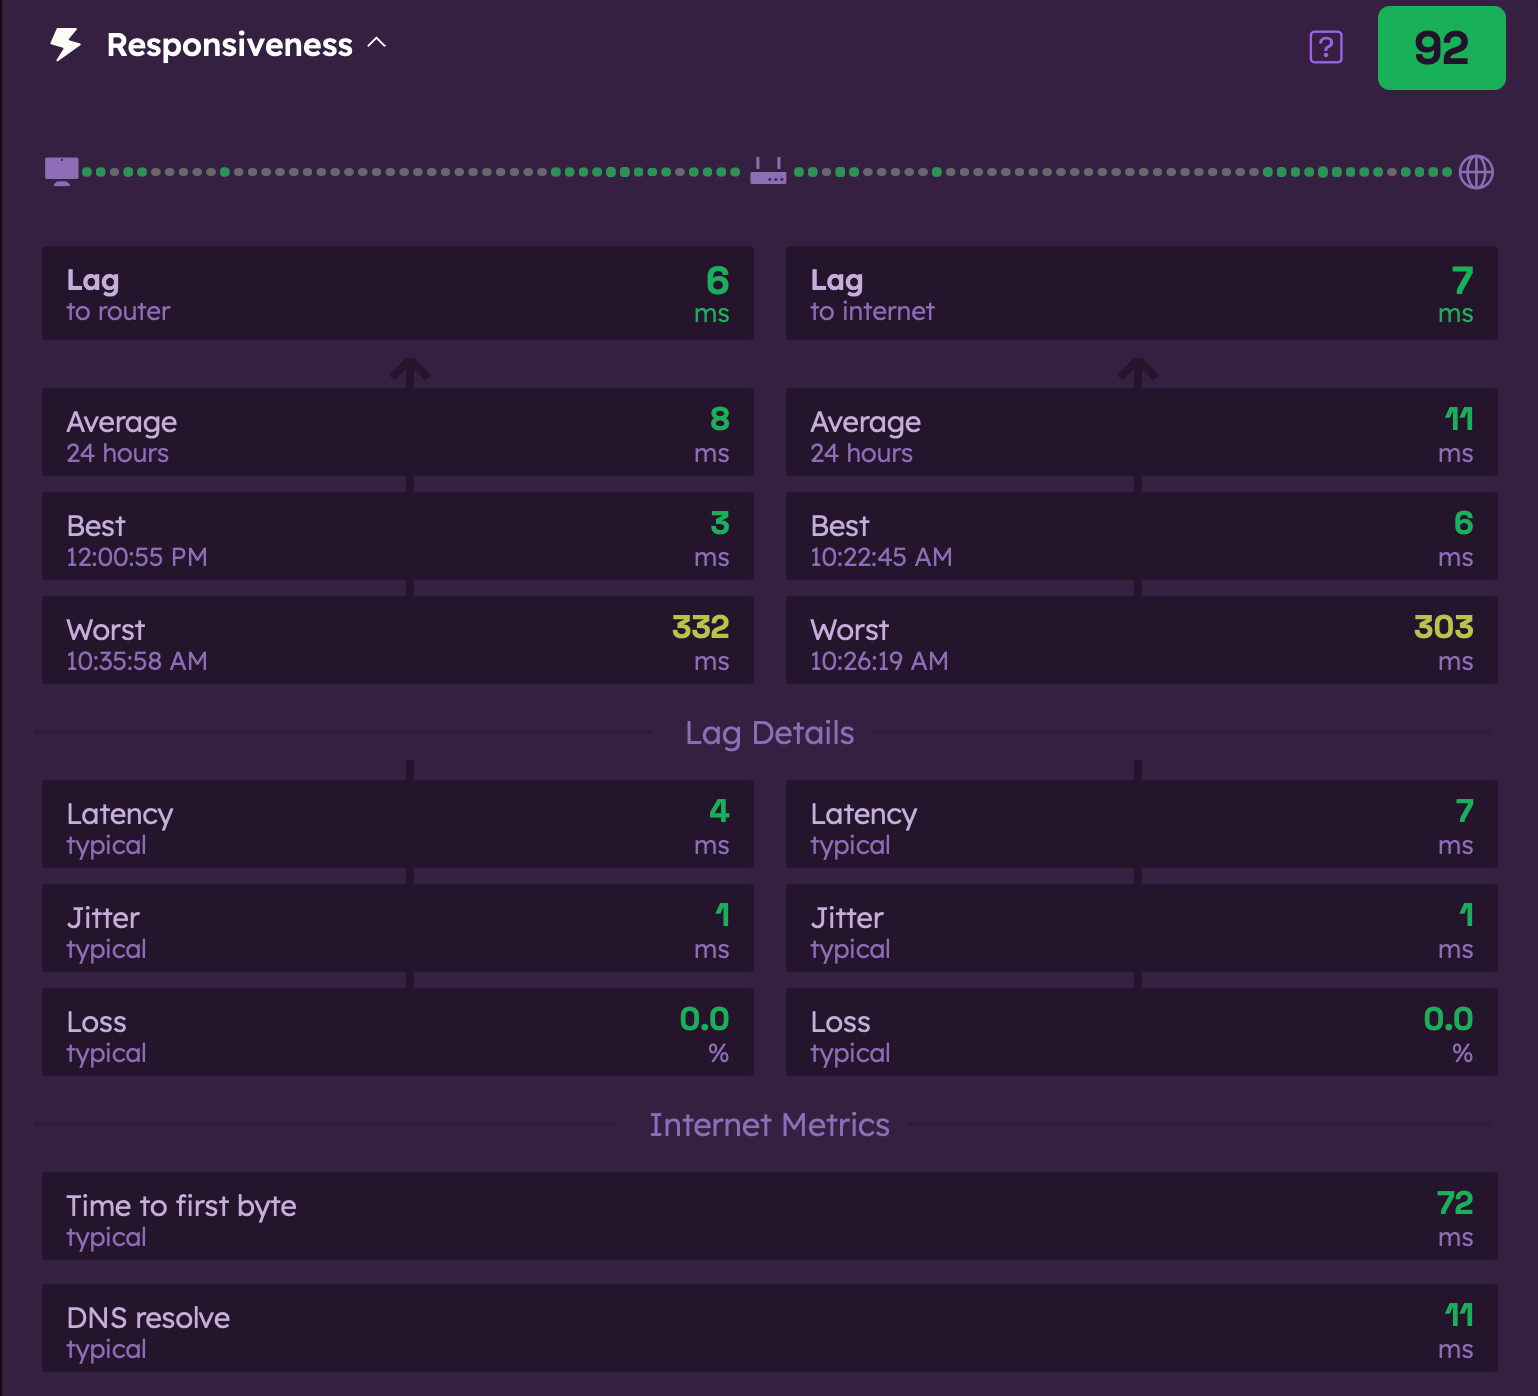 Responsiveness
?
92
Lag
to router
6
ms
Lag
to internet
7
ms
Average
24 hours
8
ms
Average
24 hours
11
ms
Best
12:00:55 PM
3
ms
Best
10:22:45 AM
6
ms
Worst
10:35:58 AM
332
ms
Worst
10:26:19 AM
303
ms
Lag Details
Latency
typical
4
ms
Latency
typical
7
ms
Jitter
typical
1
ms
Jitter
typical
1
ms
Loss
typical
0.0
%
Loss
typical
0.0
%
Internet Metrics
Time to first byte
typical
72
ms
DNS resolve
typical
11
ms